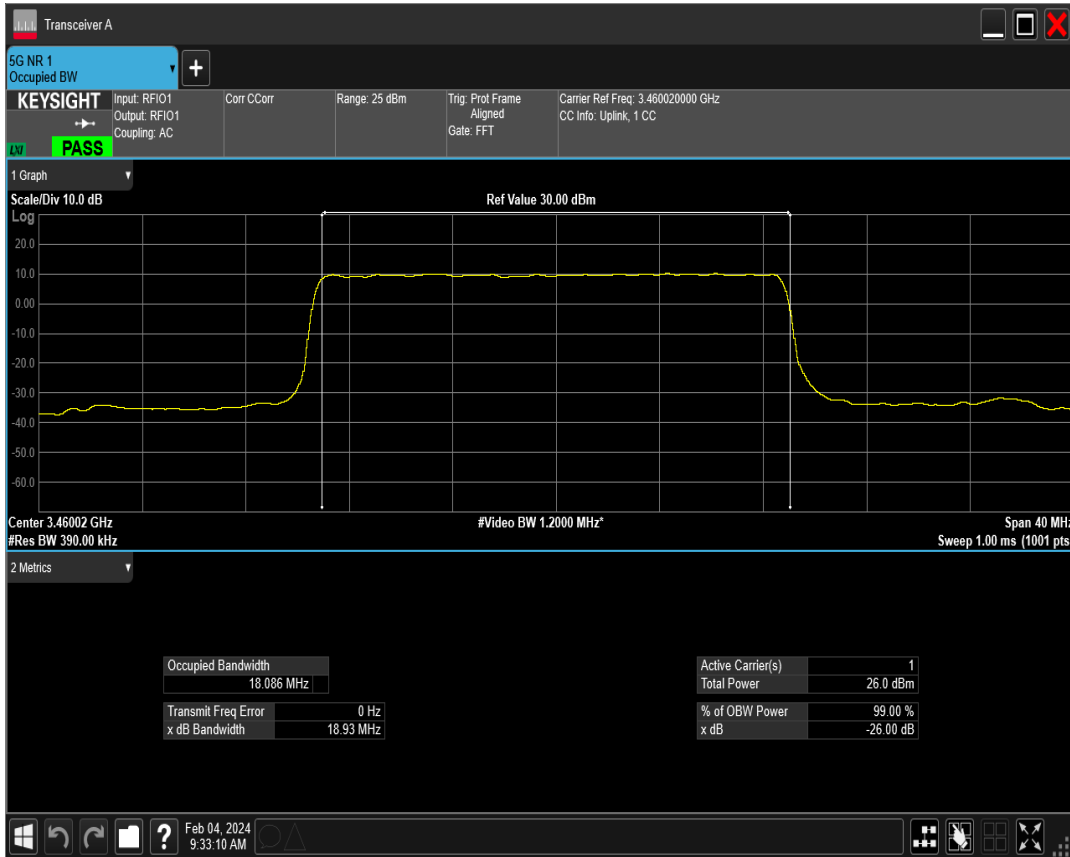 Transceiver A
5G NR 1
Occupied BW
+
KEYSIGHT
LXI
PASS
Input: RFIO1
Output: RFIO1
Coupling: AC
Corr CCorr
Range: 25 dBm
Trig: Prot Frame
Aligned
Gate: FFT
Carrier Ref Freq: 3.460020000 GHz
CC Info: Uplink, 1 CC
1 Graph
Scale/Div 10.0 dB
Ref Value 30.00 dBm
Log
20.0
10.0
0.00
-10.0
-20.0
-30.0
-40.0
-50.0
-60.0
Center 3.46002 GHz
#Video BW 1.2000 MHz*
Span 40 MHz
#Res BW 390.00 kHz
Sweep 1.00 ms (1001 pts
2 Metrics
Occupied Bandwidth
18.086 MHz
Transmit Freq Error 0 Hz
x dB Bandwidth 18.93 MHz
Active Carrier(s) 1
Total Power 26.0 dBm
% of OBW Power 99.00 %
x dB -26.00 dB
?
Feb 04, 2024
9:33:10 AM